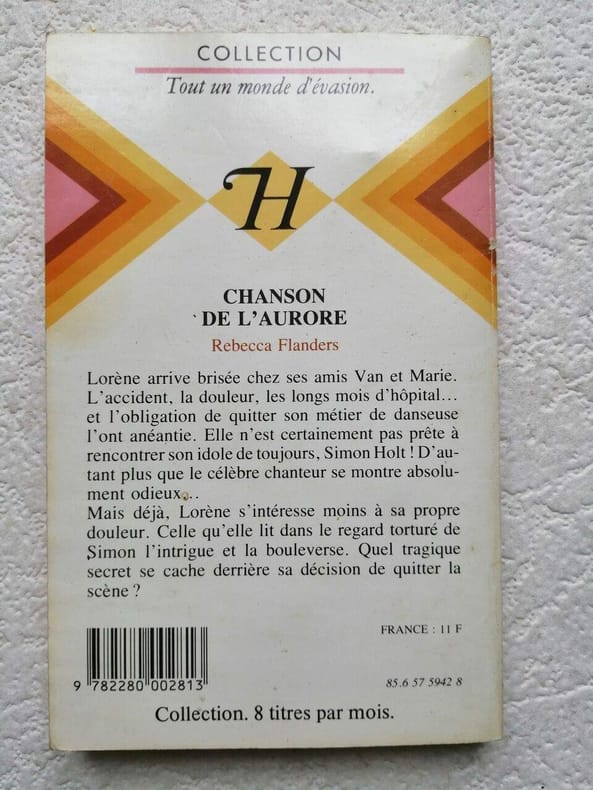 COLLECTION
Tout un monde d'évasion.
H
CHANSON
DE L'AURORE
Rebecca Flanders
Lorène arrive brisée chez ses amis Van et Marie.
L'accident, la douleur, les longs mois d'hôpital...
et l'obligation de quitter son métier de danseuse
l'ont anéantie. Elle n'est certainement pas prête à
rencontrer son idole de toujours, Simon Holt ! D'au-
tant plus que le célèbre chanteur se montre absolu-
ment odieux...
Mais déjà, Lorène s'intéresse moins à sa propre
douleur. Celle qu'elle lit dans le regard torturé de
Simon l'intrigue et la bouleverse. Quel tragique
secret se cache derrière sa décision de quitter la
scène ?
FRANCE : 11 F
9 782280 002813
85.6 57 5942 8
Collection. 8 titres par mois.